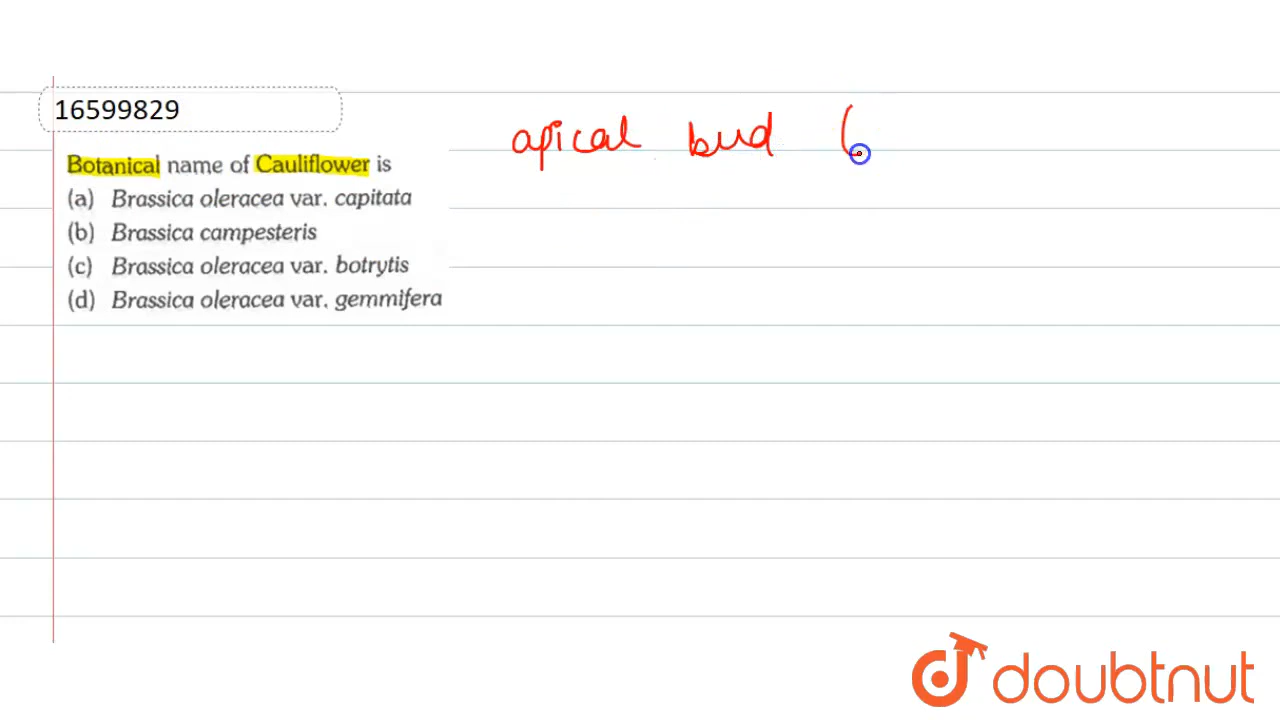 16599829
apical bud (
Botanical name of Cauliflower is
(a) Brassica oleracea var. capitata
(b) Brassica campesteris
(c) Brassica oleracea var. botrytis
(d) Brassica oleracea var. gemmifera
doubtnut